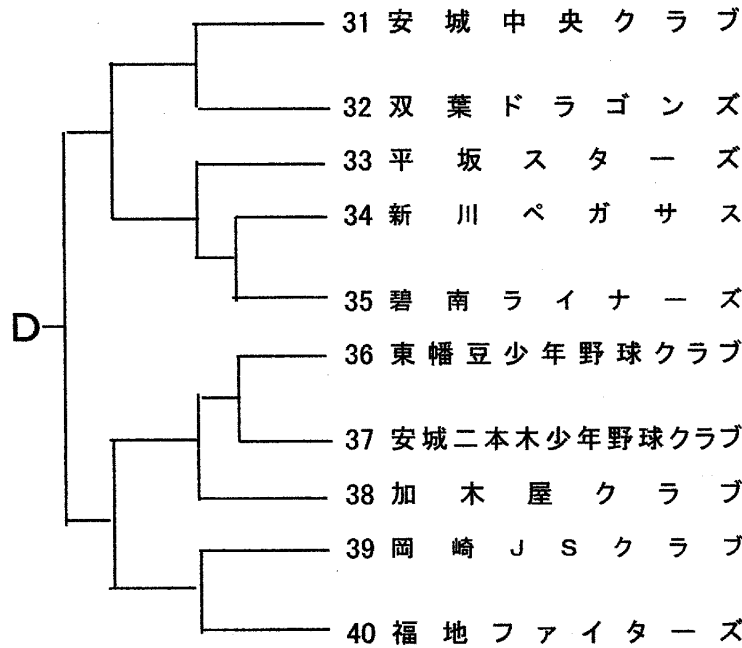 31 安城中央クラブ
32 双葉ドラゴンズ
33 平坂スターズ
34 新川ペガサス
35 碧南ライナーズ
D
36 東幡豆少年野球クラブ
37 安城二本木少年野球クラブ
38 加木屋クラブ
39 岡崎JSクラブ
40 福地ファイターズ